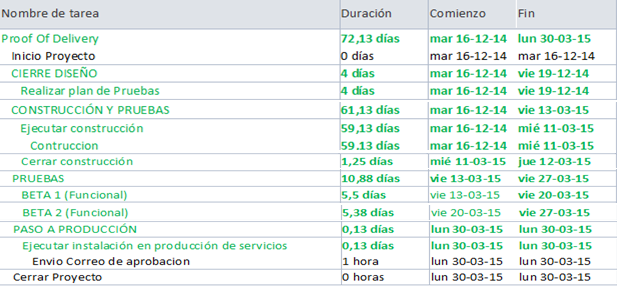 Nombre de tarea Duración Comienzo Fin
Proof Of Delivery 72,13 días mar 16-12-14 lun 30-03-15
Inicio Proyecto 0 días mar 16-12-14 mar 16-12-14
CIERRE DISEÑO 4 días mar 16-12-14 vie 19-12-14
Realizar plan de Pruebas 4 días mar 16-12-14 vie 19-12-14
CONSTRUCCIÓN Y PRUEBAS 61,13 días mar 16-12-14 vie 13-03-15
Ejecutar construcción 59,13 días mar 16-12-14 mié 11-03-15
Contruccion 59,13 días mar 16-12-14 mié 11-03-15
Cerrar construcción 1,25 días mié 11-03-15 jue 12-03-15
PRUEBAS 10,88 días vie 13-03-15 vie 27-03-15
BETA 1 (Funcional) 5,5 días vie 13-03-15 vie 20-03-15
BETA 2 (Funcional) 5,38 días vie 20-03-15 vie 27-03-15
PASO A PRODUCCIÓN 0,13 días lun 30-03-15 lun 30-03-15
Ejecutar instalación en producción de servicios 0,13 días lun 30-03-15 lun 30-03-15
Envio Correo de aprobacion 1 hora lun 30-03-15 lun 30-03-15
Cerrar Proyecto 0 horas lun 30-03-15 lun 30-03-15